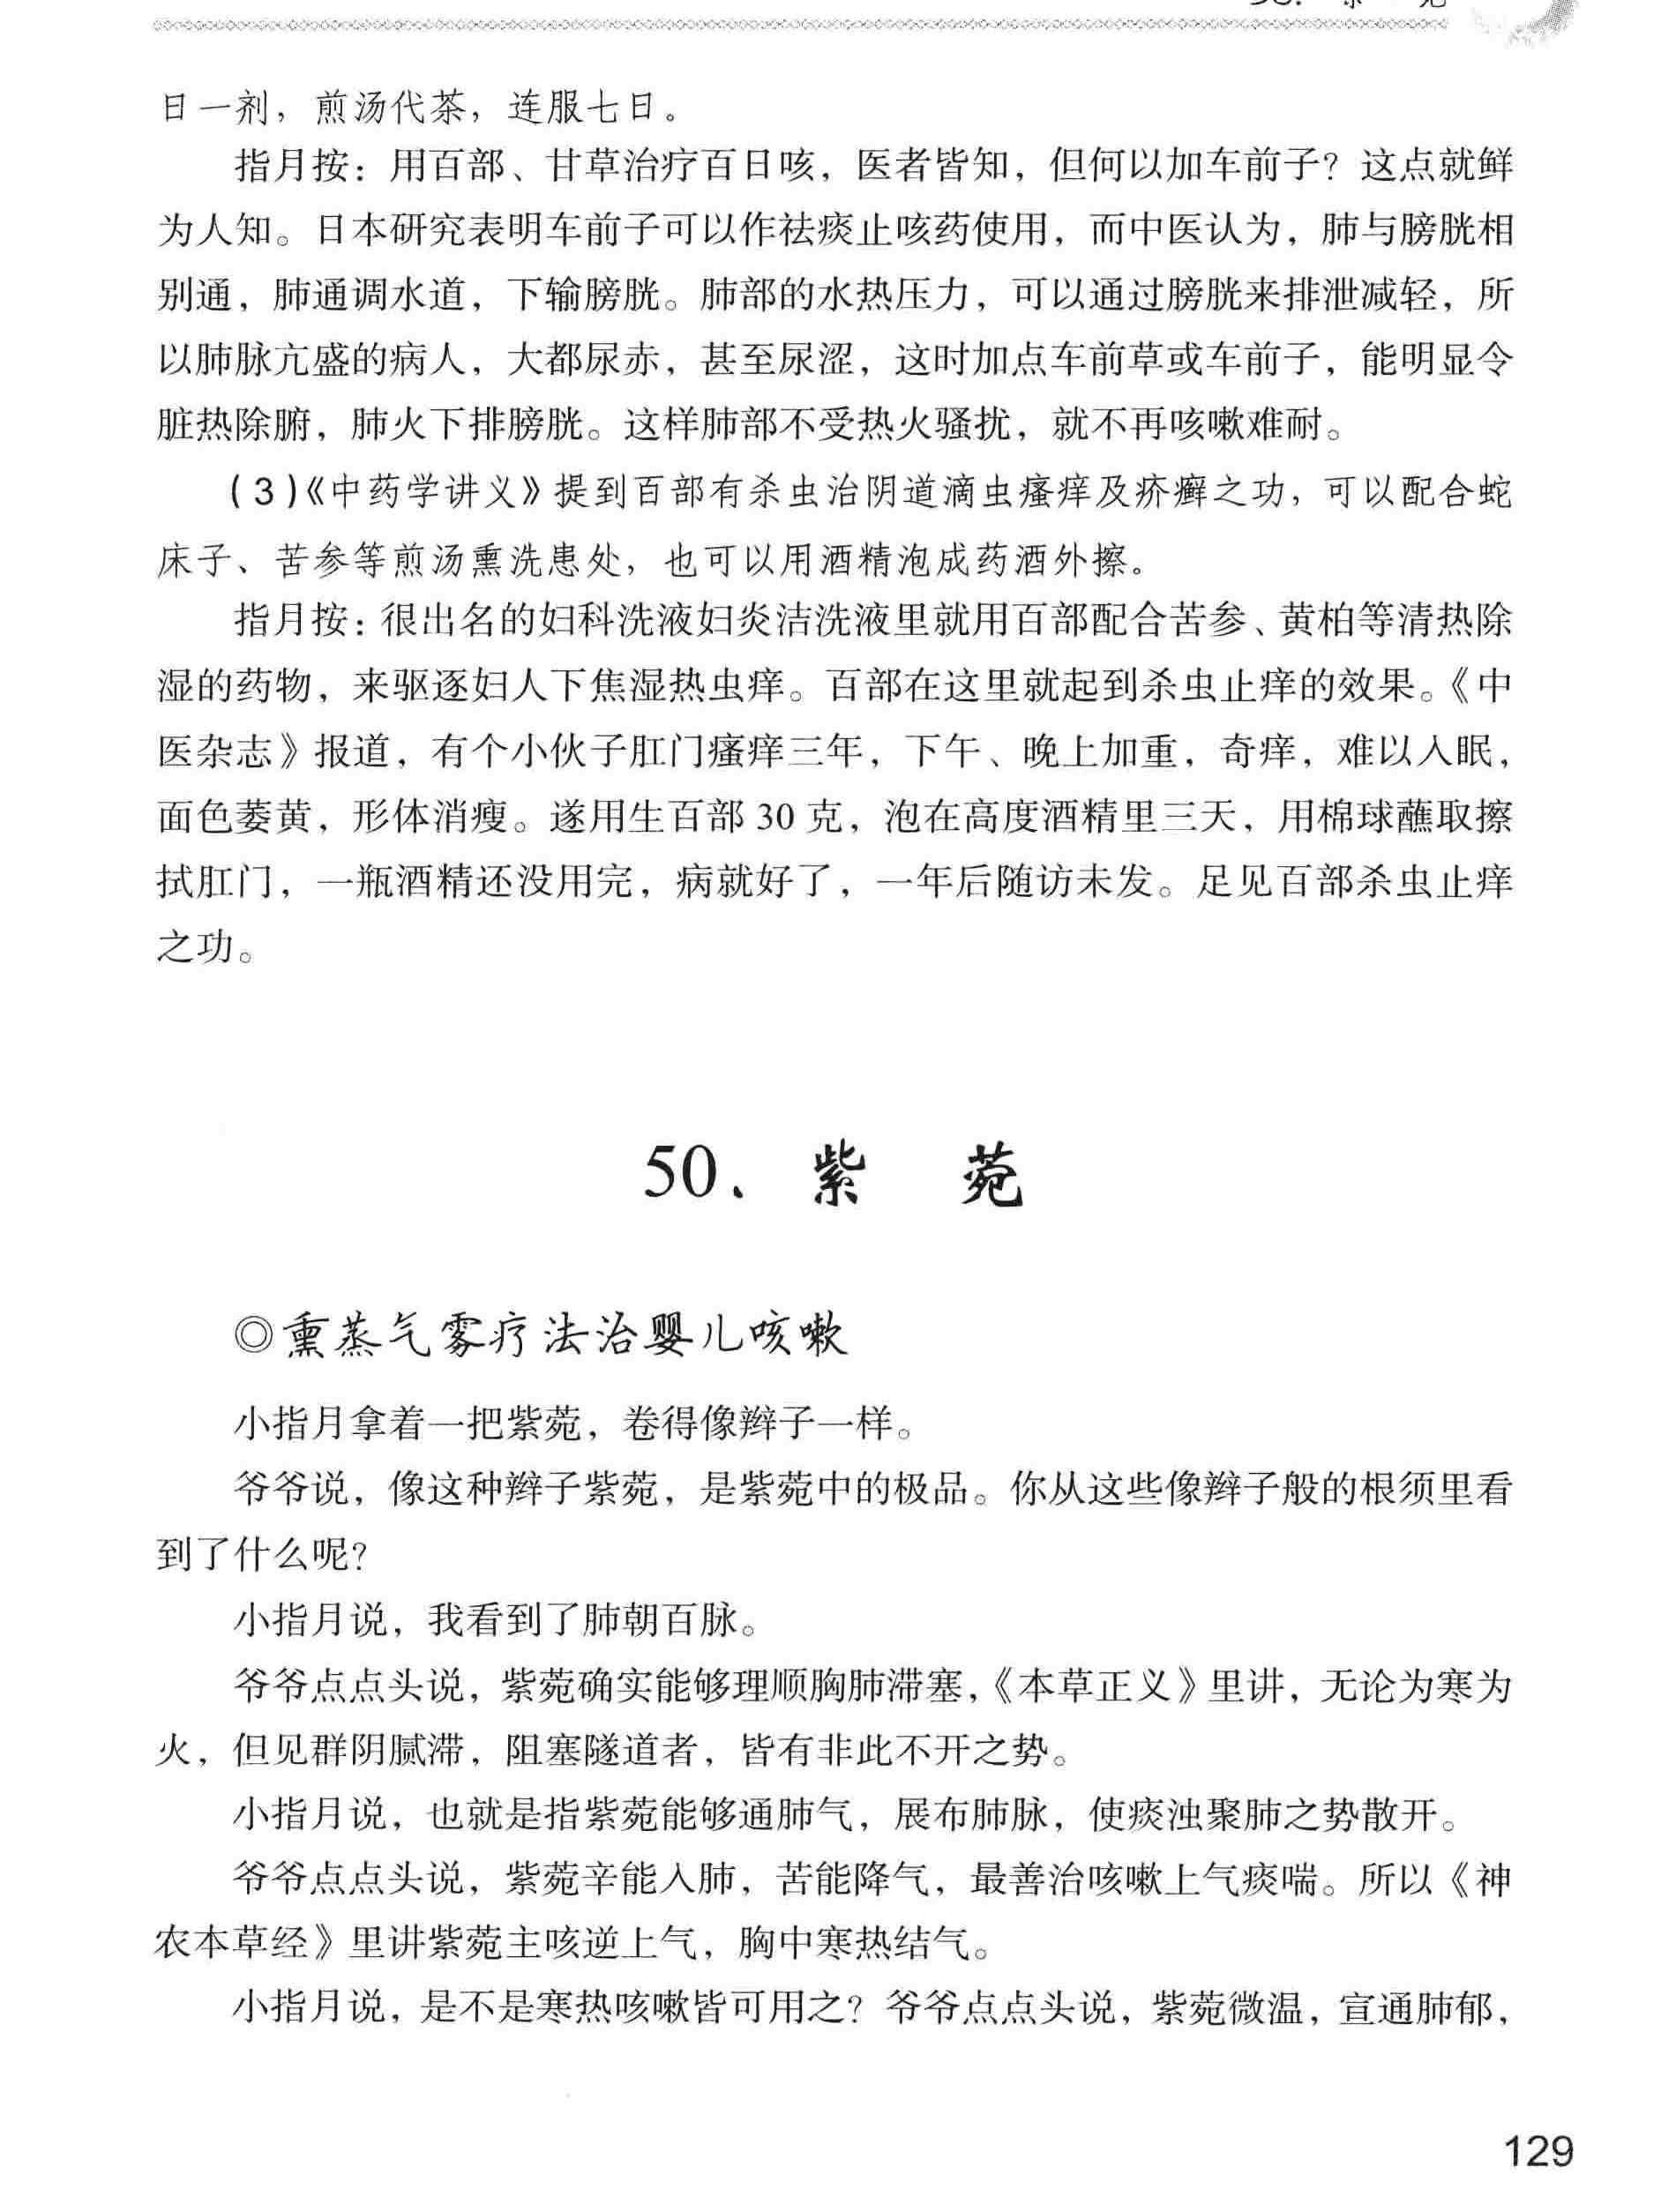 日一剂，煎汤代茶，连服七日。
指月按：用百部、甘草治疗百日咳，医者皆知，但何以加车前子？这点就鲜
为人知。日本研究表明车前子可以作祛痰止咳药使用，而中医认为，肺与膀胱相
别通，肺通调水道，下输膀胱。肺部的水热压力，可以通过膀胱来排泄减轻，所
以肺脉亢盛的病人，大都尿赤，甚至尿涩，这时加点车前草或车前子，能明显令
脏热除腑，肺火下排膀胱。这样肺部不受热火骚扰，就不再咳嗽难耐。
(3)《中药学讲义》提到百部有杀虫治阴道滴虫瘙痒及疥癣之功，可以配合蛇
床子、苦参等煎汤熏洗患处，也可以用酒精泡成药酒外擦。
指月按：很出名的妇科洗液妇炎洁洗液里就用百部配合苦参、黄柏等清热除
湿的药物，来驱逐妇人下焦湿热虫痒。百部在这里就起到杀虫止痒的效果。《中
医杂志》报道，有个小伙子肛门瘙痒三年，下午、晚上加重，奇痒，难以入眠，
面色萎黄，形体消瘦。遂用生百部 30 克，泡在高度酒精里三天，用棉球蘸取擦
拭肛门，一瓶酒精还没用完，病就好了，一年后随访未发。足见百部杀虫止痒
之功。
50、紫 菀
◎熏蒸气雾疗法治婴儿咳嗽
小指月拿着一把紫菀，卷得像辫子一样。
爷爷说，像这种辫子紫菀，是紫菀中的极品。你从这些像辫子般的根须里看
到了什么呢？
小指月说，我看到了肺朝百脉。
爷爷点点头说，紫菀确实能够理顺胸肺滞塞，《本草正义》里讲，无论为寒为
火，但见群阴腻滞，阻塞隧道者，皆有非此不开之势。
小指月说，也就是指紫菀能够通肺气，展布肺脉，使痰浊聚肺之势散开。
爷爷点点头说，紫菀辛能入肺，苦能降气，最善治咳嗽上气痰喘。所以《神
农本草经》里讲紫菀主咳逆上气，胸中寒热结气。
小指月说，是不是寒热咳嗽皆可用之？爷爷点点头说，紫菀微温，宣通肺郁，
129